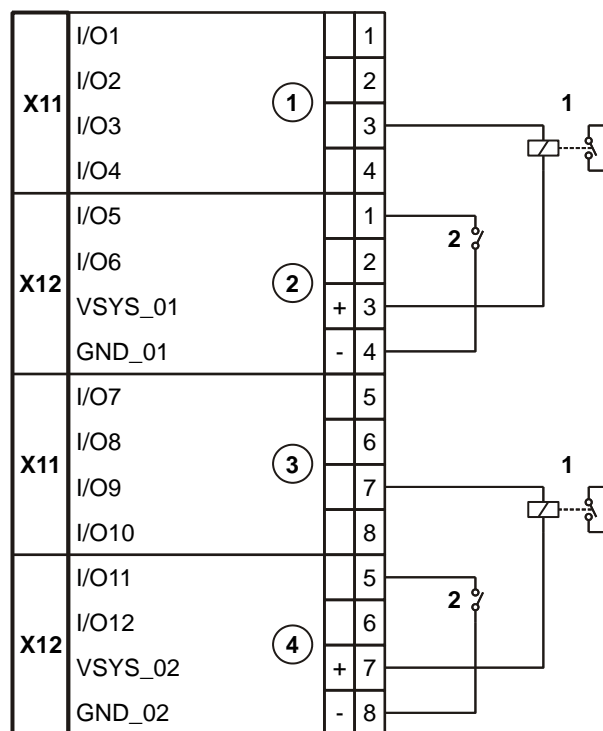 I/O1 1
I/O2 2 1
X11 1
I/O3 3
I/O4 4
I/O5 1
2
I/O6 2
X12 2
VSYS_01 + 3
GND_01 - 4
I/O7 5
I/O8 6
X11 3 1
I/O9 7
I/O10 8
I/O11 5
2
I/O12 6
X12 4
VSYS_02 + 7
GND_02 - 8